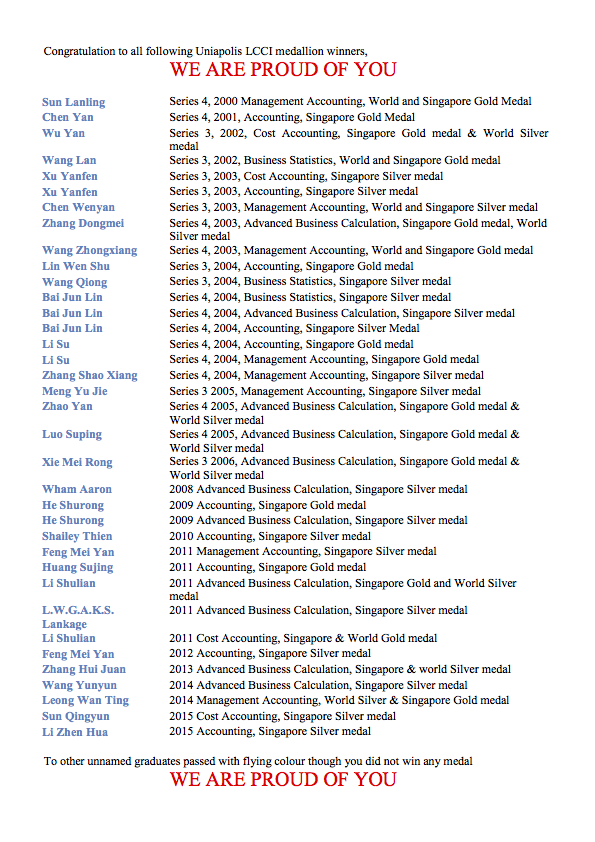 Congratulation to all following Uniapolis LCCI medallion winners,
WE ARE PROUD OF YOU
Sun Lanling Series 4, 2000 Management Accounting, World and Singapore Gold Medal
Chen Yan Series 4, 2001, Accounting, Singapore Gold Medal
Wu Yan Series 3, 2002, Cost Accounting, Singapore Gold medal & World Silver
medal
Wang Lan Series 3, 2002, Business Statistics, World and Singapore Gold medal
Xu Yanfen Series 3, 2003, Cost Accounting, Singapore Silver medal
Xu Yanfen Series 3, 2003, Accounting, Singapore Silver medal
Chen Wenyan Series 3, 2003, Management Accounting, World and Singapore Silver medal
Zhang Dongmei Series 4, 2003, Advanced Business Calculation, Singapore Gold medal, World
Silver medal
Wang Zhongxiang Series 4, 2003, Management Accounting, World and Singapore Gold medal
Lin Wen Shu Series 3, 2004, Accounting, Singapore Gold medal
Wang Qiong Series 3, 2004, Business Statistics, Singapore Silver medal
Bai Jun Lin Series 4, 2004, Business Statistics, Singapore Silver medal
Bai Jun Lin Series 4, 2004, Advanced Business Calculation, Singapore Silver medal
Bai Jun Lin Series 4, 2004, Accounting, Singapore Silver Medal
Li Su Series 4, 2004, Accounting, Singapore Gold medal
Li Su Series 4, 2004, Management Accounting, Singapore Gold medal
Zhang Shao Xiang Series 4, 2004, Management Accounting, Singapore Silver medal
Meng Yu Jie Series 3 2005, Management Accounting, Singapore Silver medal
Zhao Yan Series 4 2005, Advanced Business Calculation, Singapore Gold medal &
World Silver medal
Luo Suping Series 4 2005, Advanced Business Calculation, Singapore Gold medal &
World Silver medal
Xie Mei Rong Series 3 2006, Advanced Business Calculation, Singapore Gold medal &
World Silver medal
Wham Aaron 2008 Advanced Business Calculation, Singapore Silver medal
He Shurong 2009 Accounting, Singapore Gold medal
He Shurong 2009 Advanced Business Calculation, Singapore Silver medal
Shailey Thien 2010 Accounting, Singapore Silver medal
Feng Mei Yan 2011 Management Accounting, Singapore Silver medal
Huang Sujing 2011 Accounting, Singapore Gold medal
Li Shulian 2011 Advanced Business Calculation, Singapore Gold and World Silver
medal
L.W.G.A.K.S. 2011 Advanced Business Calculation, Singapore Silver medal
Lankage
Li Shulian 2011 Cost Accounting, Singapore & World Gold medal
Feng Mei Yan 2012 Accounting, Singapore Silver medal
Zhang Hui Juan 2013 Advanced Business Calculation, Singapore & world Silver medal
Wang Yunyun 2014 Advanced Business Calculation, Singapore Silver medal
Leong Wan Ting 2014 Management Accounting, World Silver & Singapore Gold medal
Sun Qingyun 2015 Cost Accounting, Singapore Silver medal
Li Zhen Hua 2015 Accounting, Singapore Silver medal
To other unnamed graduates passed with flying colour though you did not win any medal
WE ARE PROUD OF YOU